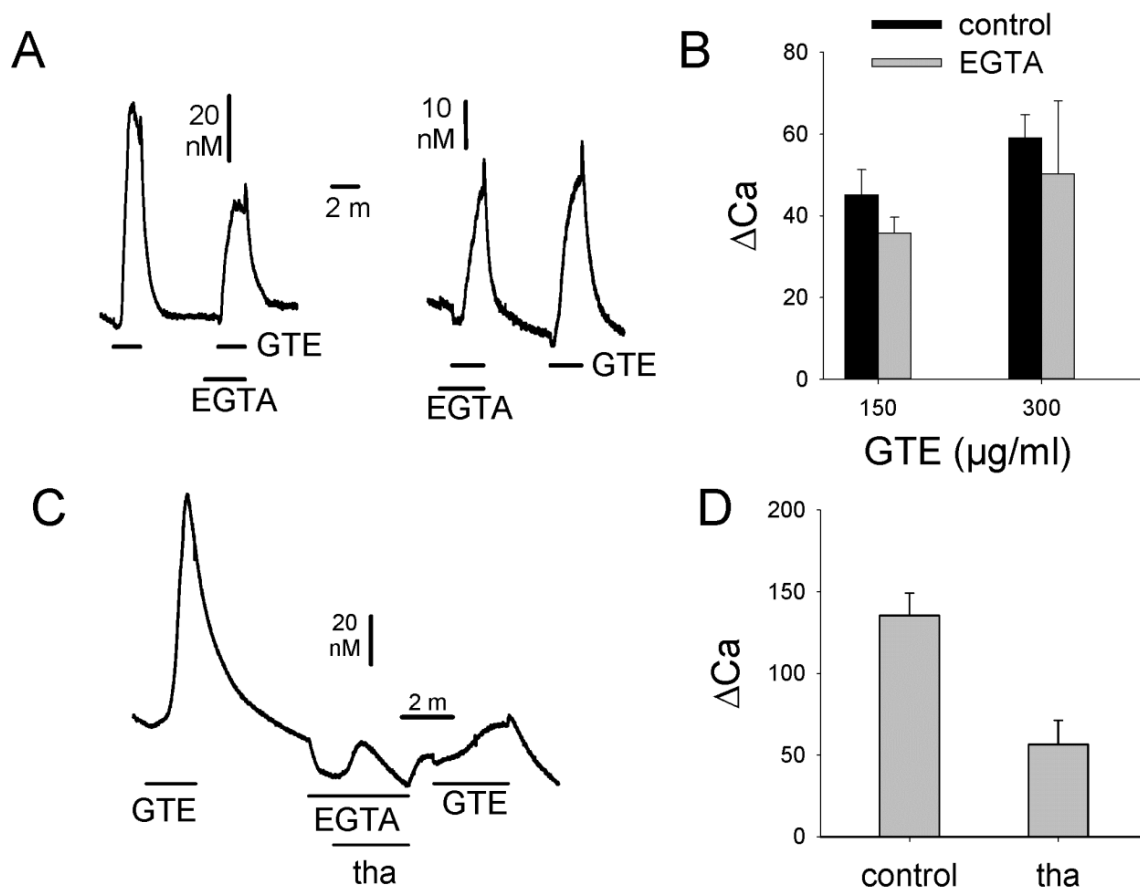 A
20
nM
2 m
GTE
EGTA
10
nM
GTE
EGTA
B
control
EGTA
80
60
40
20
0
ΔCa
150
300
GTE (µg/ml)
C
20
nM
2 m
GTE
EGTA
GTE
tha
D
200
150
100
50
0
ΔCa
control
tha